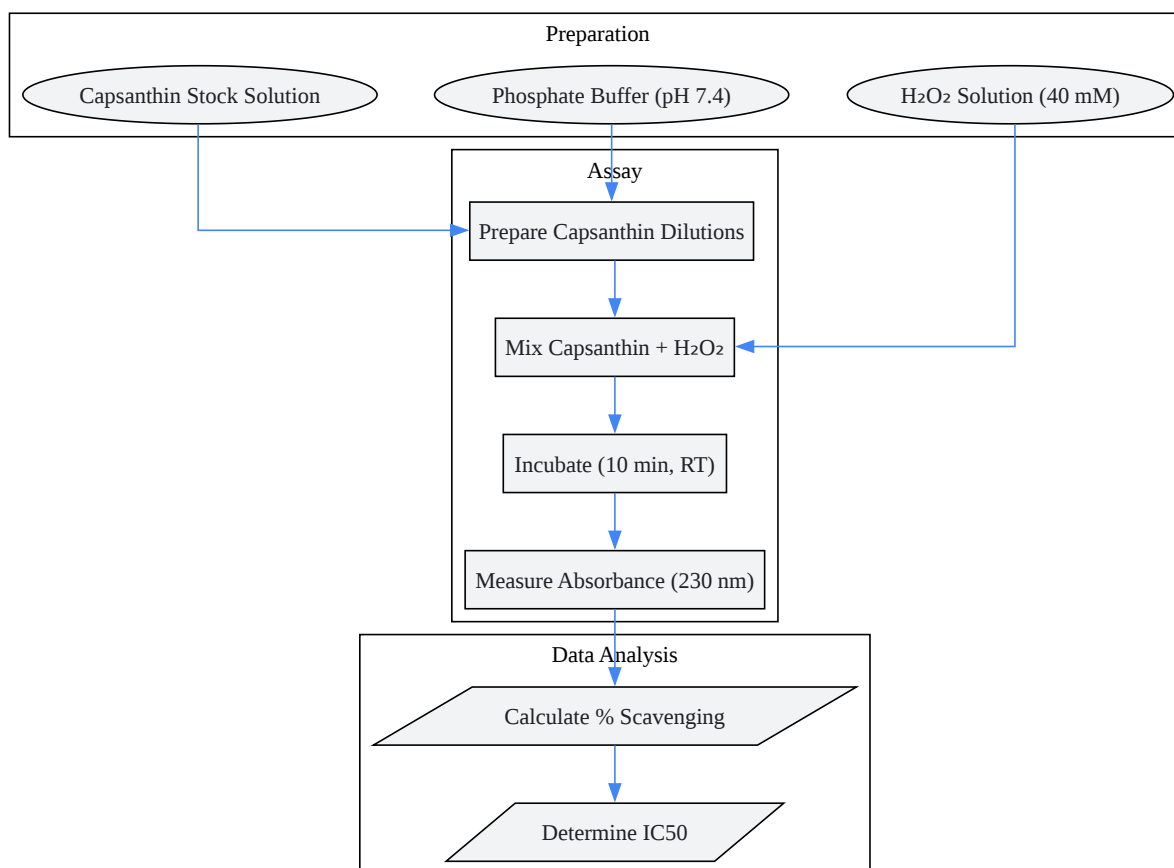 Preparation
Capsanthin Stock Solution
Phosphate Buffer (pH 7.4)
H₂O₂ Solution (40 mM)
Assay
Prepare Capsanthin Dilutions
Mix Capsanthin + H₂O₂
Incubate (10 min, RT)
Measure Absorbance (230 nm)
Data Analysis
Calculate % Scavenging
Determine IC50